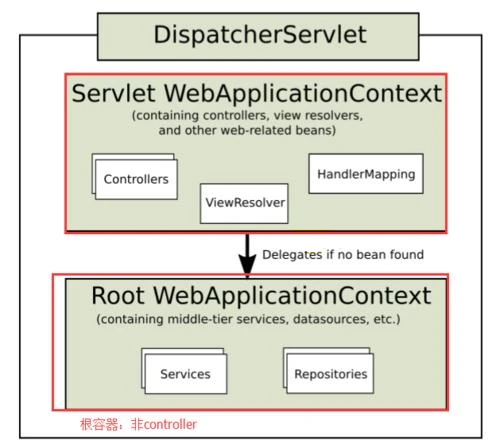 DispatcherServlet
Servlet WebApplicationContext
(containing controllers, view resolvers,
and other web-related beans)
Controllers
ViewResolver
HandlerMapping
Delegates if no bean found
Root WebApplicationContext
(containing middle-tier services, datasources, etc.)
Services
Repositories
根容器：非controller